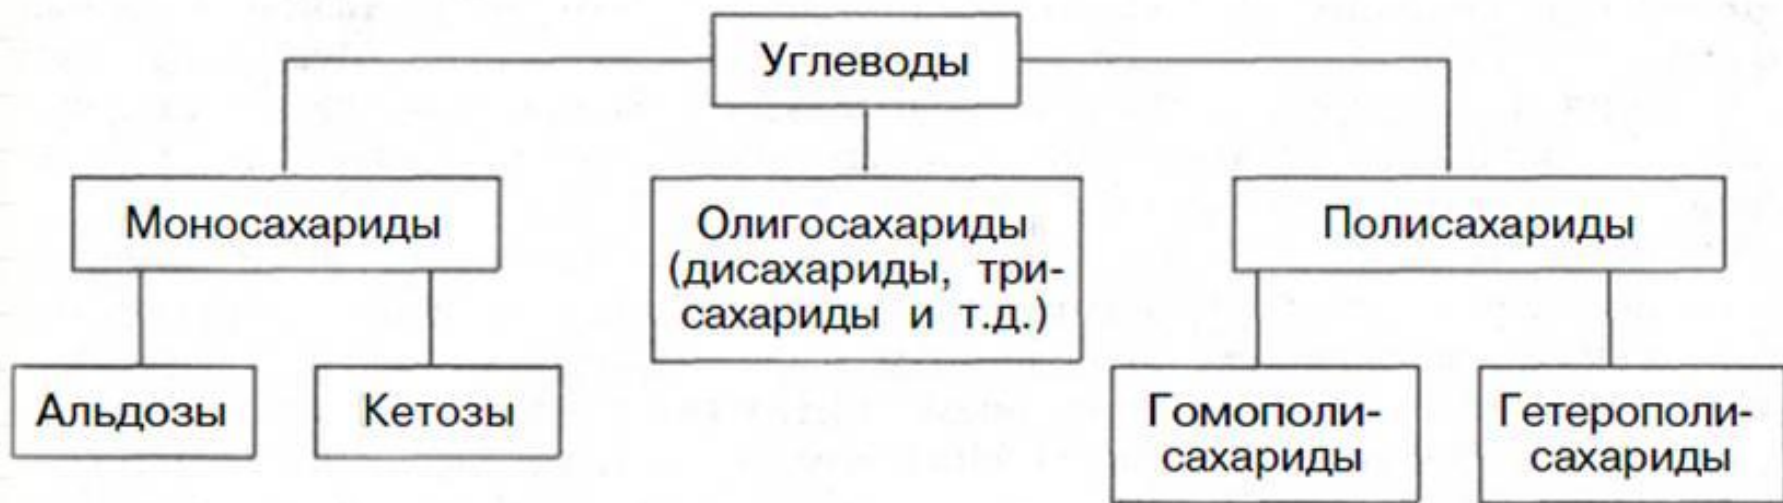 Углеводы
Моносахариды
Олигосахариды
(дисахариды, три-
сахариды и т.д.)
Полисахариды
Альдозы
Кетозы
Гомополи-
сахариды
Гетерополи-
сахариды